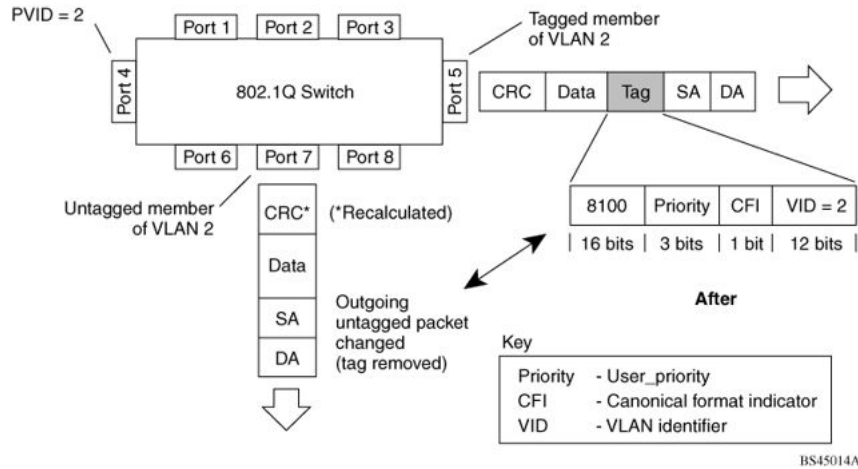 PVID = 2
Port 1
Port 2
Port 3
Tagged member
of VLAN 2
Port 4
802.1Q Switch
Port 5
CRC
Data
Tag
SA
DA
Port 6
Port 7
Port 8
Untagged member
of VLAN 2
CRC*
(*Recalculated)
Data
SA
DA
Outgoing
untagged packet
changed
(tag removed)
8100
Priority
CFI
VID = 2
16 bits
3 bits
1 bit
12 bits
After
Key
Priority - User_priority
CFI - Canonical format indicator
VID - VLAN identifier
BS45014A